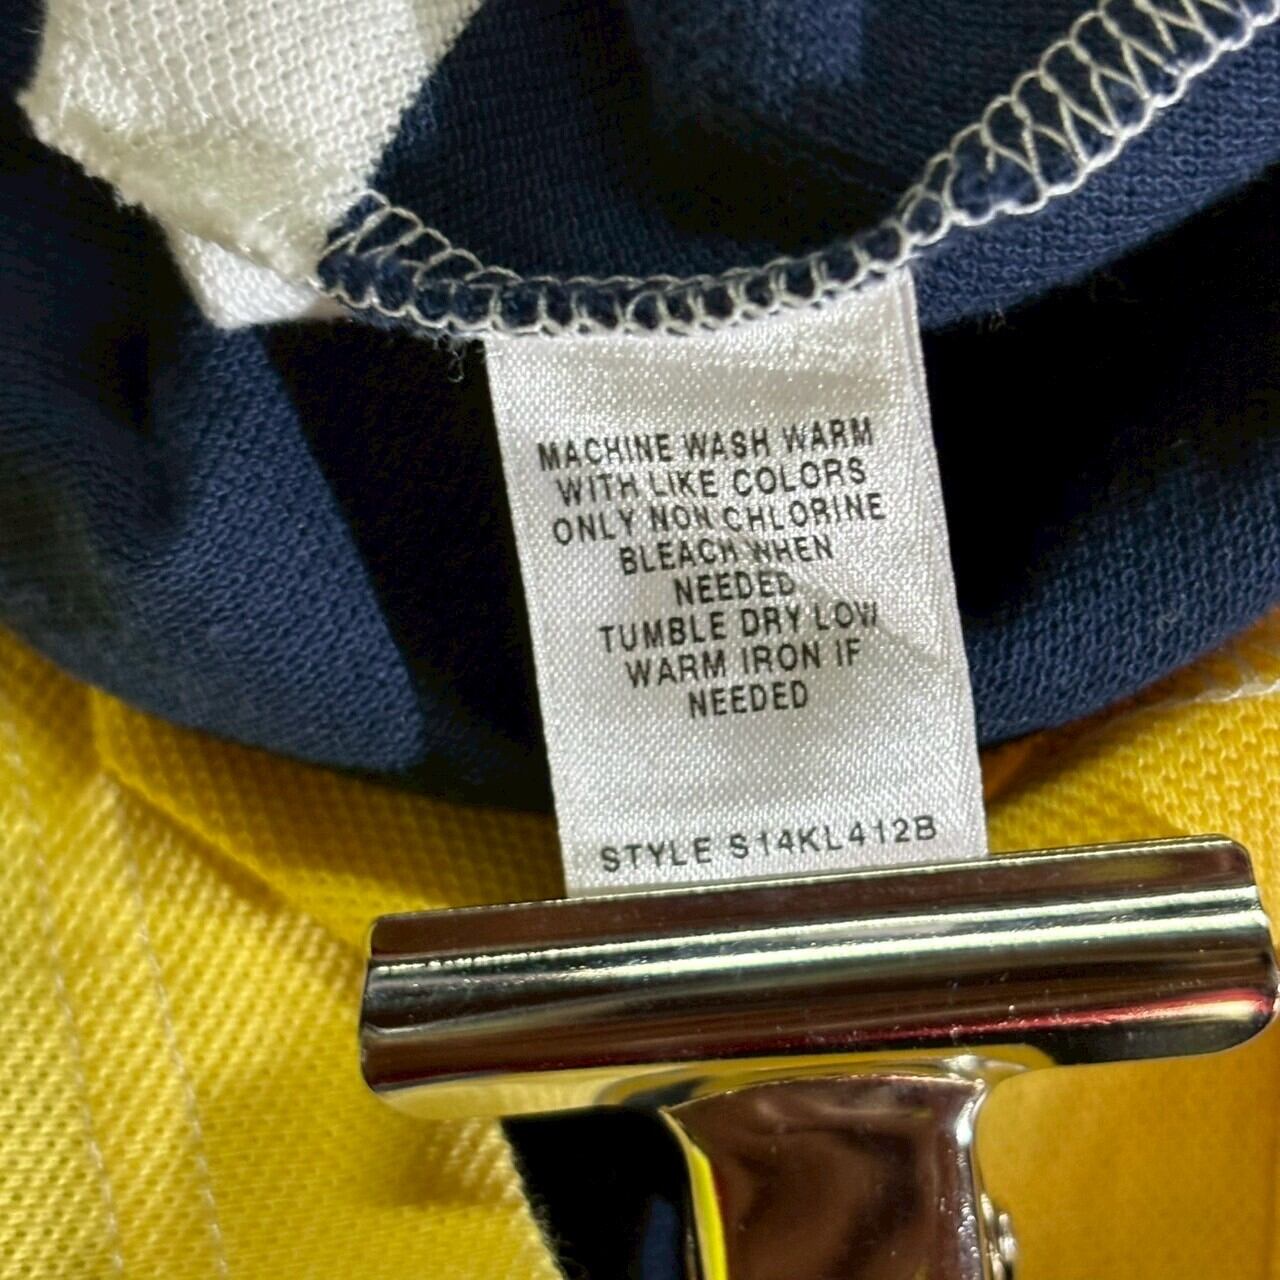 MACHINE WASH WARM
WITH LIKE COLORS
ONLY NON CHLORINE
BLEACH WHEN
NEEDED
TUMBLE DRY LOW
WARM IRON IF
NEEDED
STYLE S14KL412B